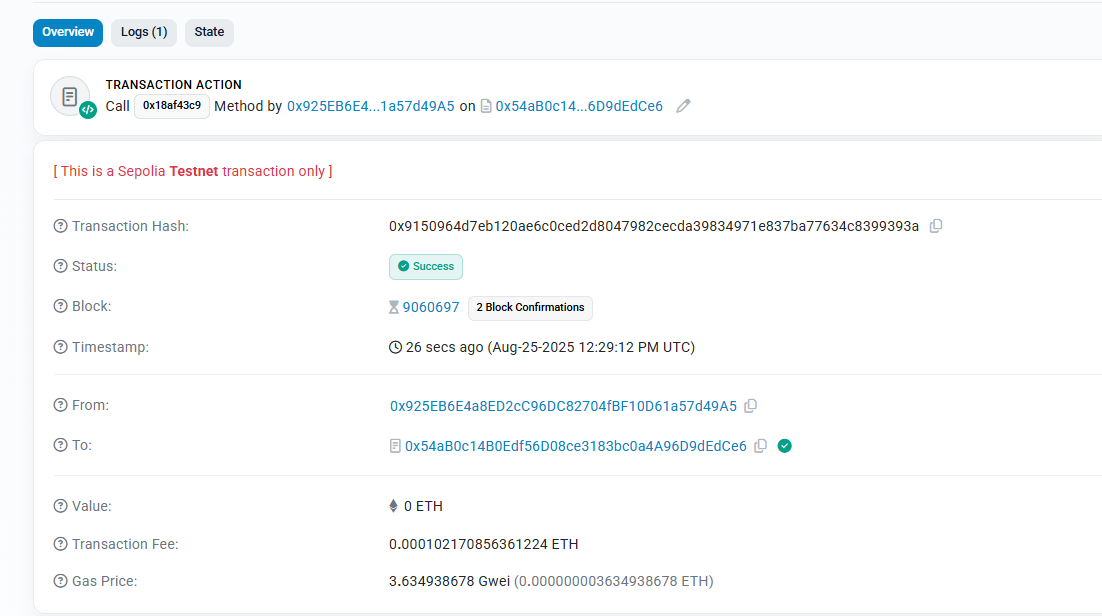 Overview Logs (1) State
TRANSACTION ACTION
Call 0x18af43c9 Method by 0x925EB6E4...1a57d49A5 on 0x54aB0c14...6D9dEdCe6
[ This is a Sepolia Testnet transaction only ]
Transaction Hash: 0x9150964d7eb120ae6c0ced2d8047982cecda39834971e837ba77634c8399393a
Status: Success
Block: 9060697 2 Block Confirmations
Timestamp: 26 secs ago (Aug-25-2025 12:29:12 PM UTC)
From: 0x925EB6E4a8ED2cC96DC82704fBF10D61a57d49A5
To: 0x54aB0c14B0Edf56D08ce3183bc0a4A96D9dEdCe6
Value: 0 ETH
Transaction Fee: 0.000102170856361224 ETH
Gas Price: 3.634938678 Gwei (0.000000003634938678 ETH)